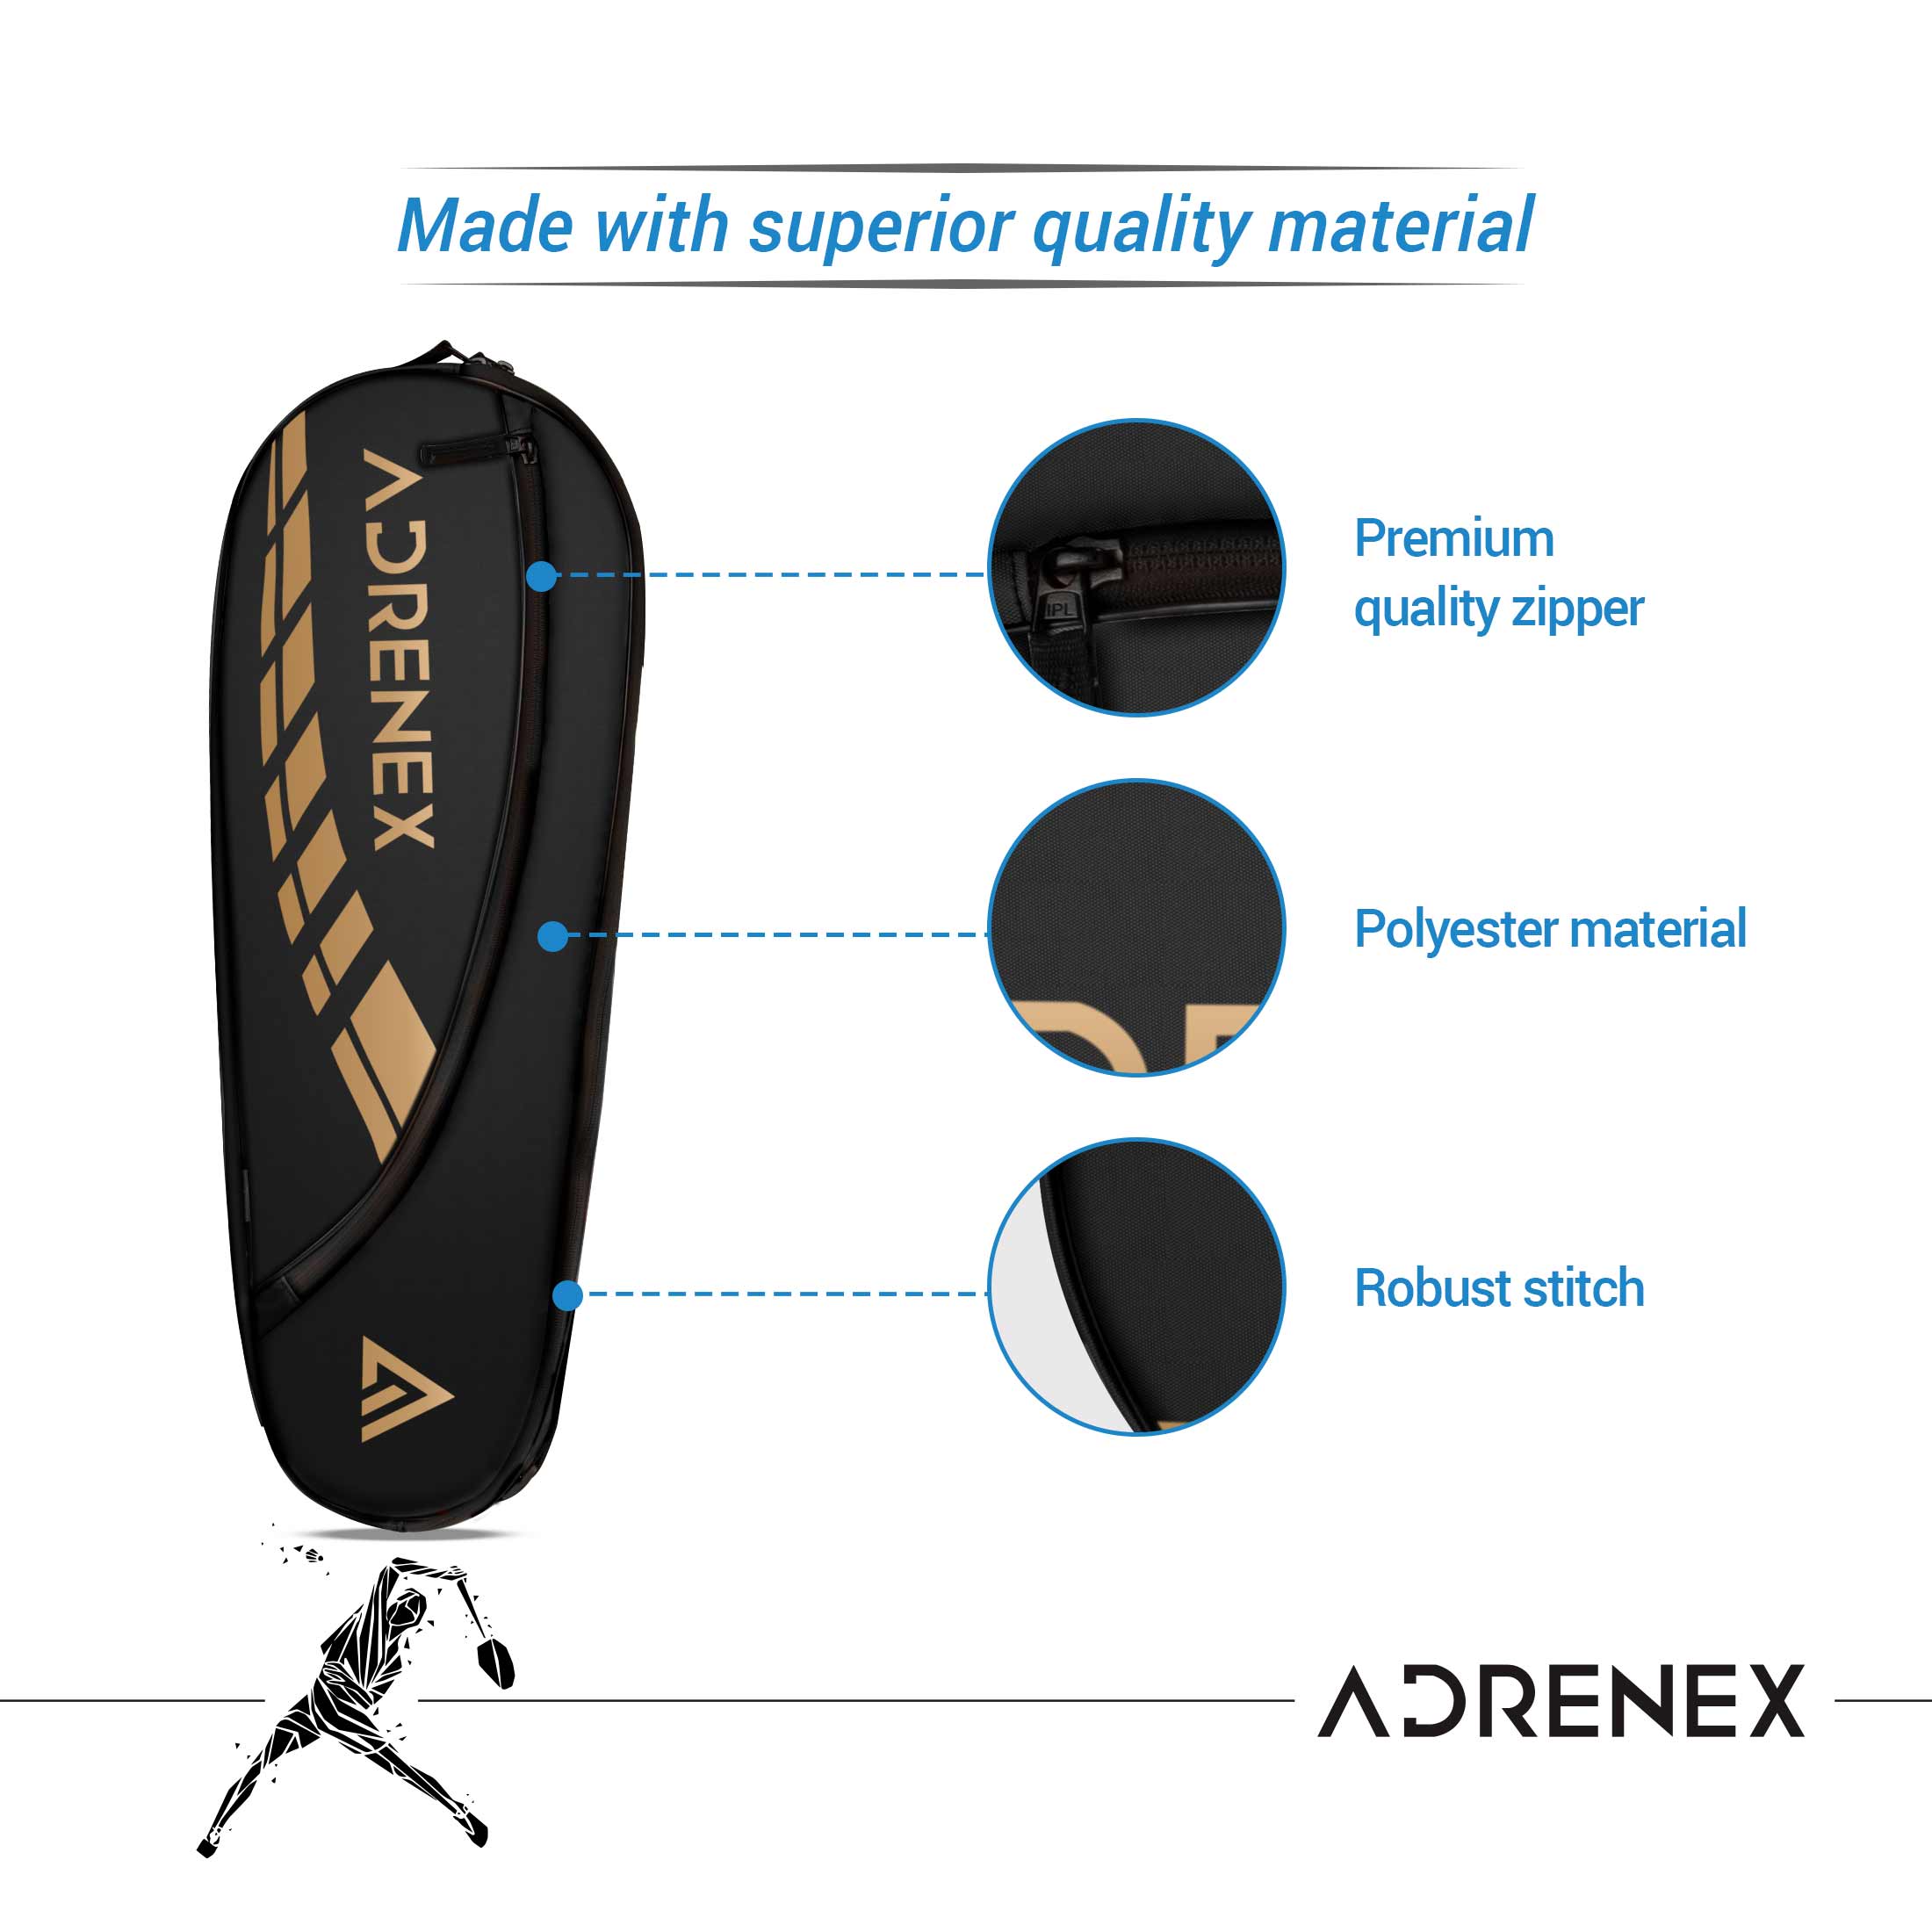 Made with superior quality material
ADRENEX
IPL
Premium
quality zipper
Polyester material
Robust stitch
ADRENEX